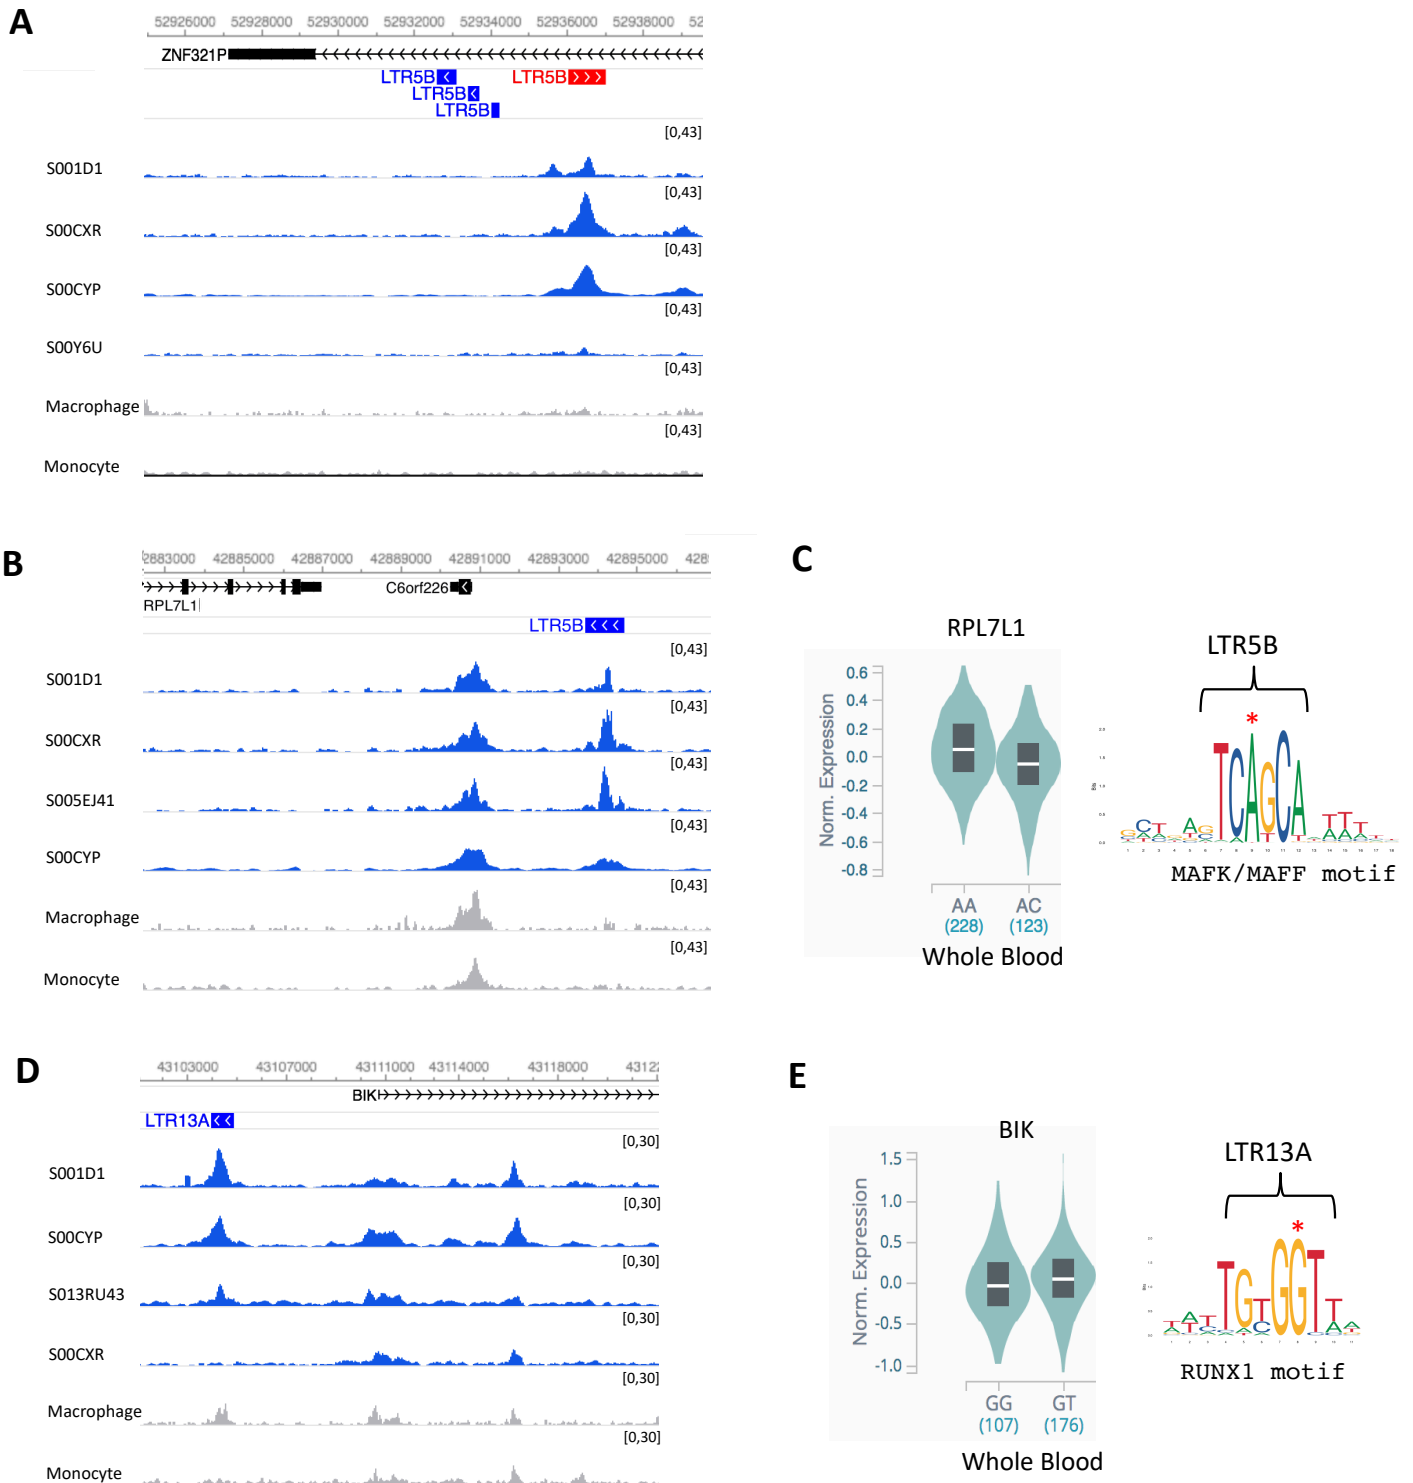 A
52926000 52928000 52930000 52932000 52934000 52936000 52938000 52
ZNF321P
LTR5B LTR5B
LTR5B
LTR5B
[0,43]
S001D1
[0,43]
S00CXR
[0,43]
S00CYP
[0,43]
S00Y6U
[0,43]
Macrophage
[0,43]
Monocyte
B
2883000 42885000 42887000 42889000 42891000 42893000 42895000 428
C6orf226
RPL7L1
LTR5B
[0,43]
S001D1
[0,43]
S00CXR
[0,43]
S005EJ41
[0,43]
S00CYP
[0,43]
Macrophage
[0,43]
Monocyte
C
RPL7L1
Norm. Expression
0.6
0.4
0.2
0.0
-0.2
-0.4
-0.6
-0.8
AA AC
(228) (123)
Whole Blood
LTR5B
*
TCAGCA
MAFK/MAFF motif
D
43103000 43107000 43111000 43114000 43118000 4312
BIK
LTR13A
[0,30]
S001D1
[0,30]
S00CYP
[0,30]
S013RU43
[0,30]
S00CXR
[0,30]
Macrophage
[0,30]
Monocyte
E
BIK
Norm. Expression
1.5
1.0
0.5
0.0
-0.5
-1.0
GG GT
(107) (176)
Whole Blood
LTR13A
*
TGTGGT
RUNX1 motif